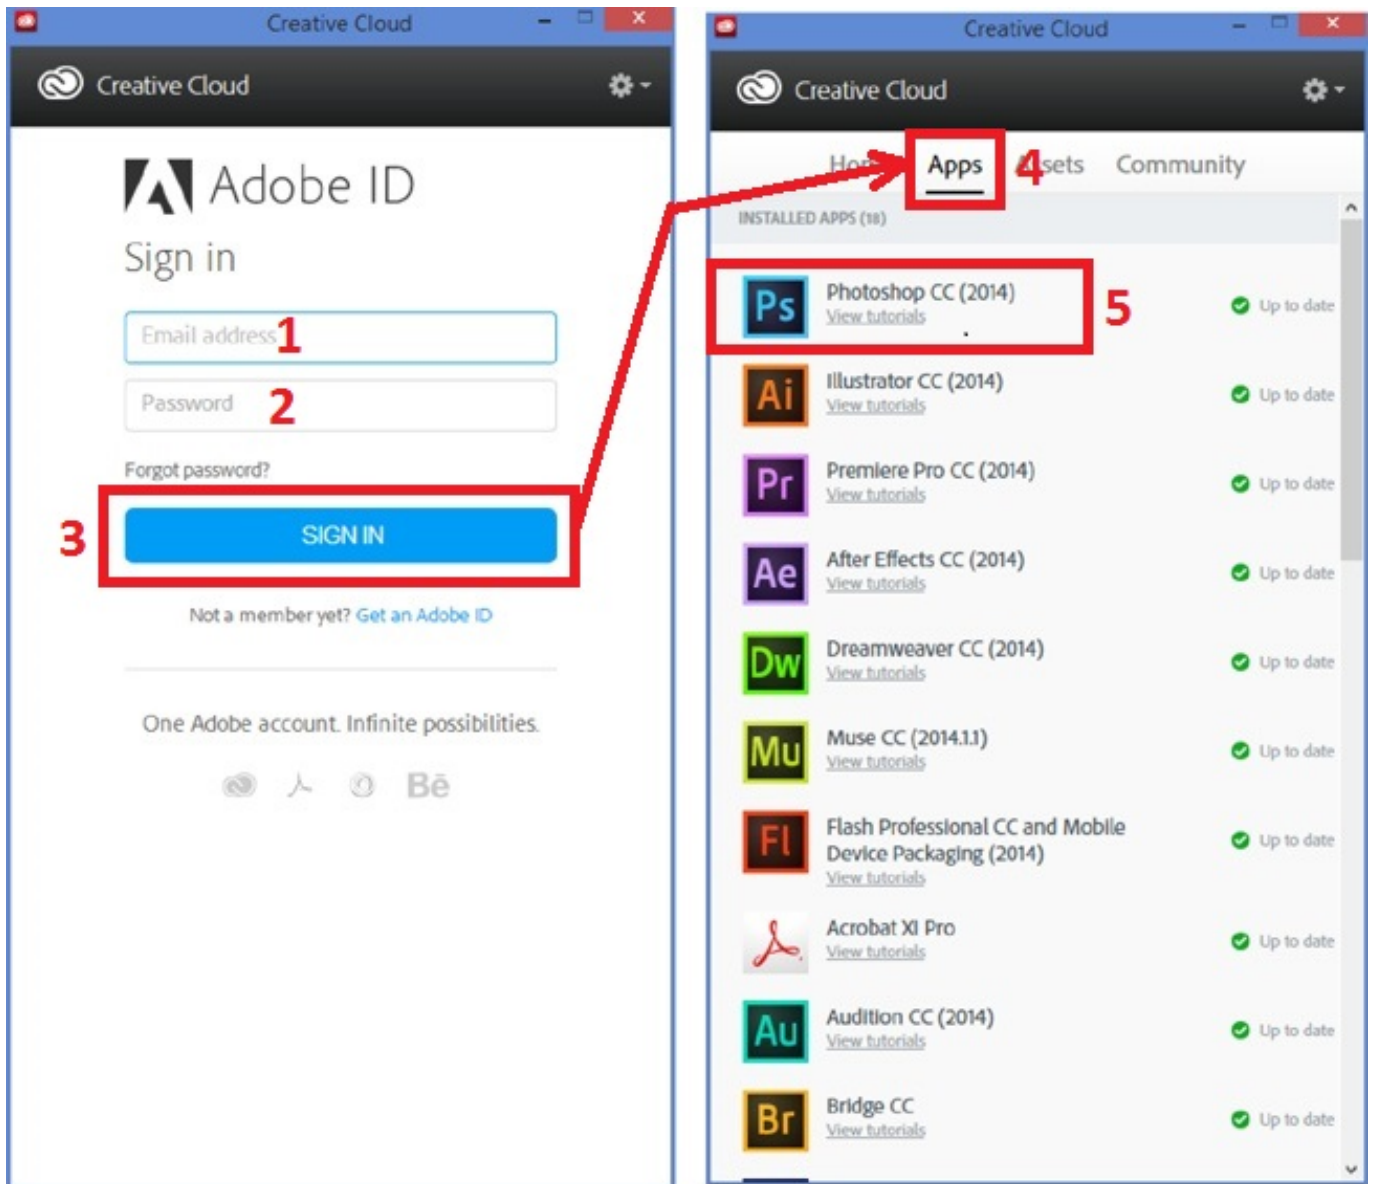 Creative Cloud
Creative Cloud
Adobe ID
Sign in
Email address 1
Password 2
Forgot password?
3 SIGN IN
Not a member yet? Get an Adobe ID
One Adobe account. Infinite possibilities.
Bē
Creative Cloud
Creative Cloud
Home Apps 4 Assets Community
INSTALLED APPS (18)
Ps Photoshop CC (2014) 5 Up to date
View tutorials
Ai Illustrator CC (2014) Up to date
View tutorials
Pr Premiere Pro CC (2014) Up to date
View tutorials
Ae After Effects CC (2014) Up to date
View tutorials
Dw Dreamweaver CC (2014) Up to date
View tutorials
Mu Muse CC (2014.1.1) Up to date
View tutorials
Fl Flash Professional CC and Mobile
Device Packaging (2014) Up to date
View tutorials
Acrobat XI Pro Up to date
View tutorials
Au Audition CC (2014) Up to date
View tutorials
Br Bridge CC Up to date
View tutorials